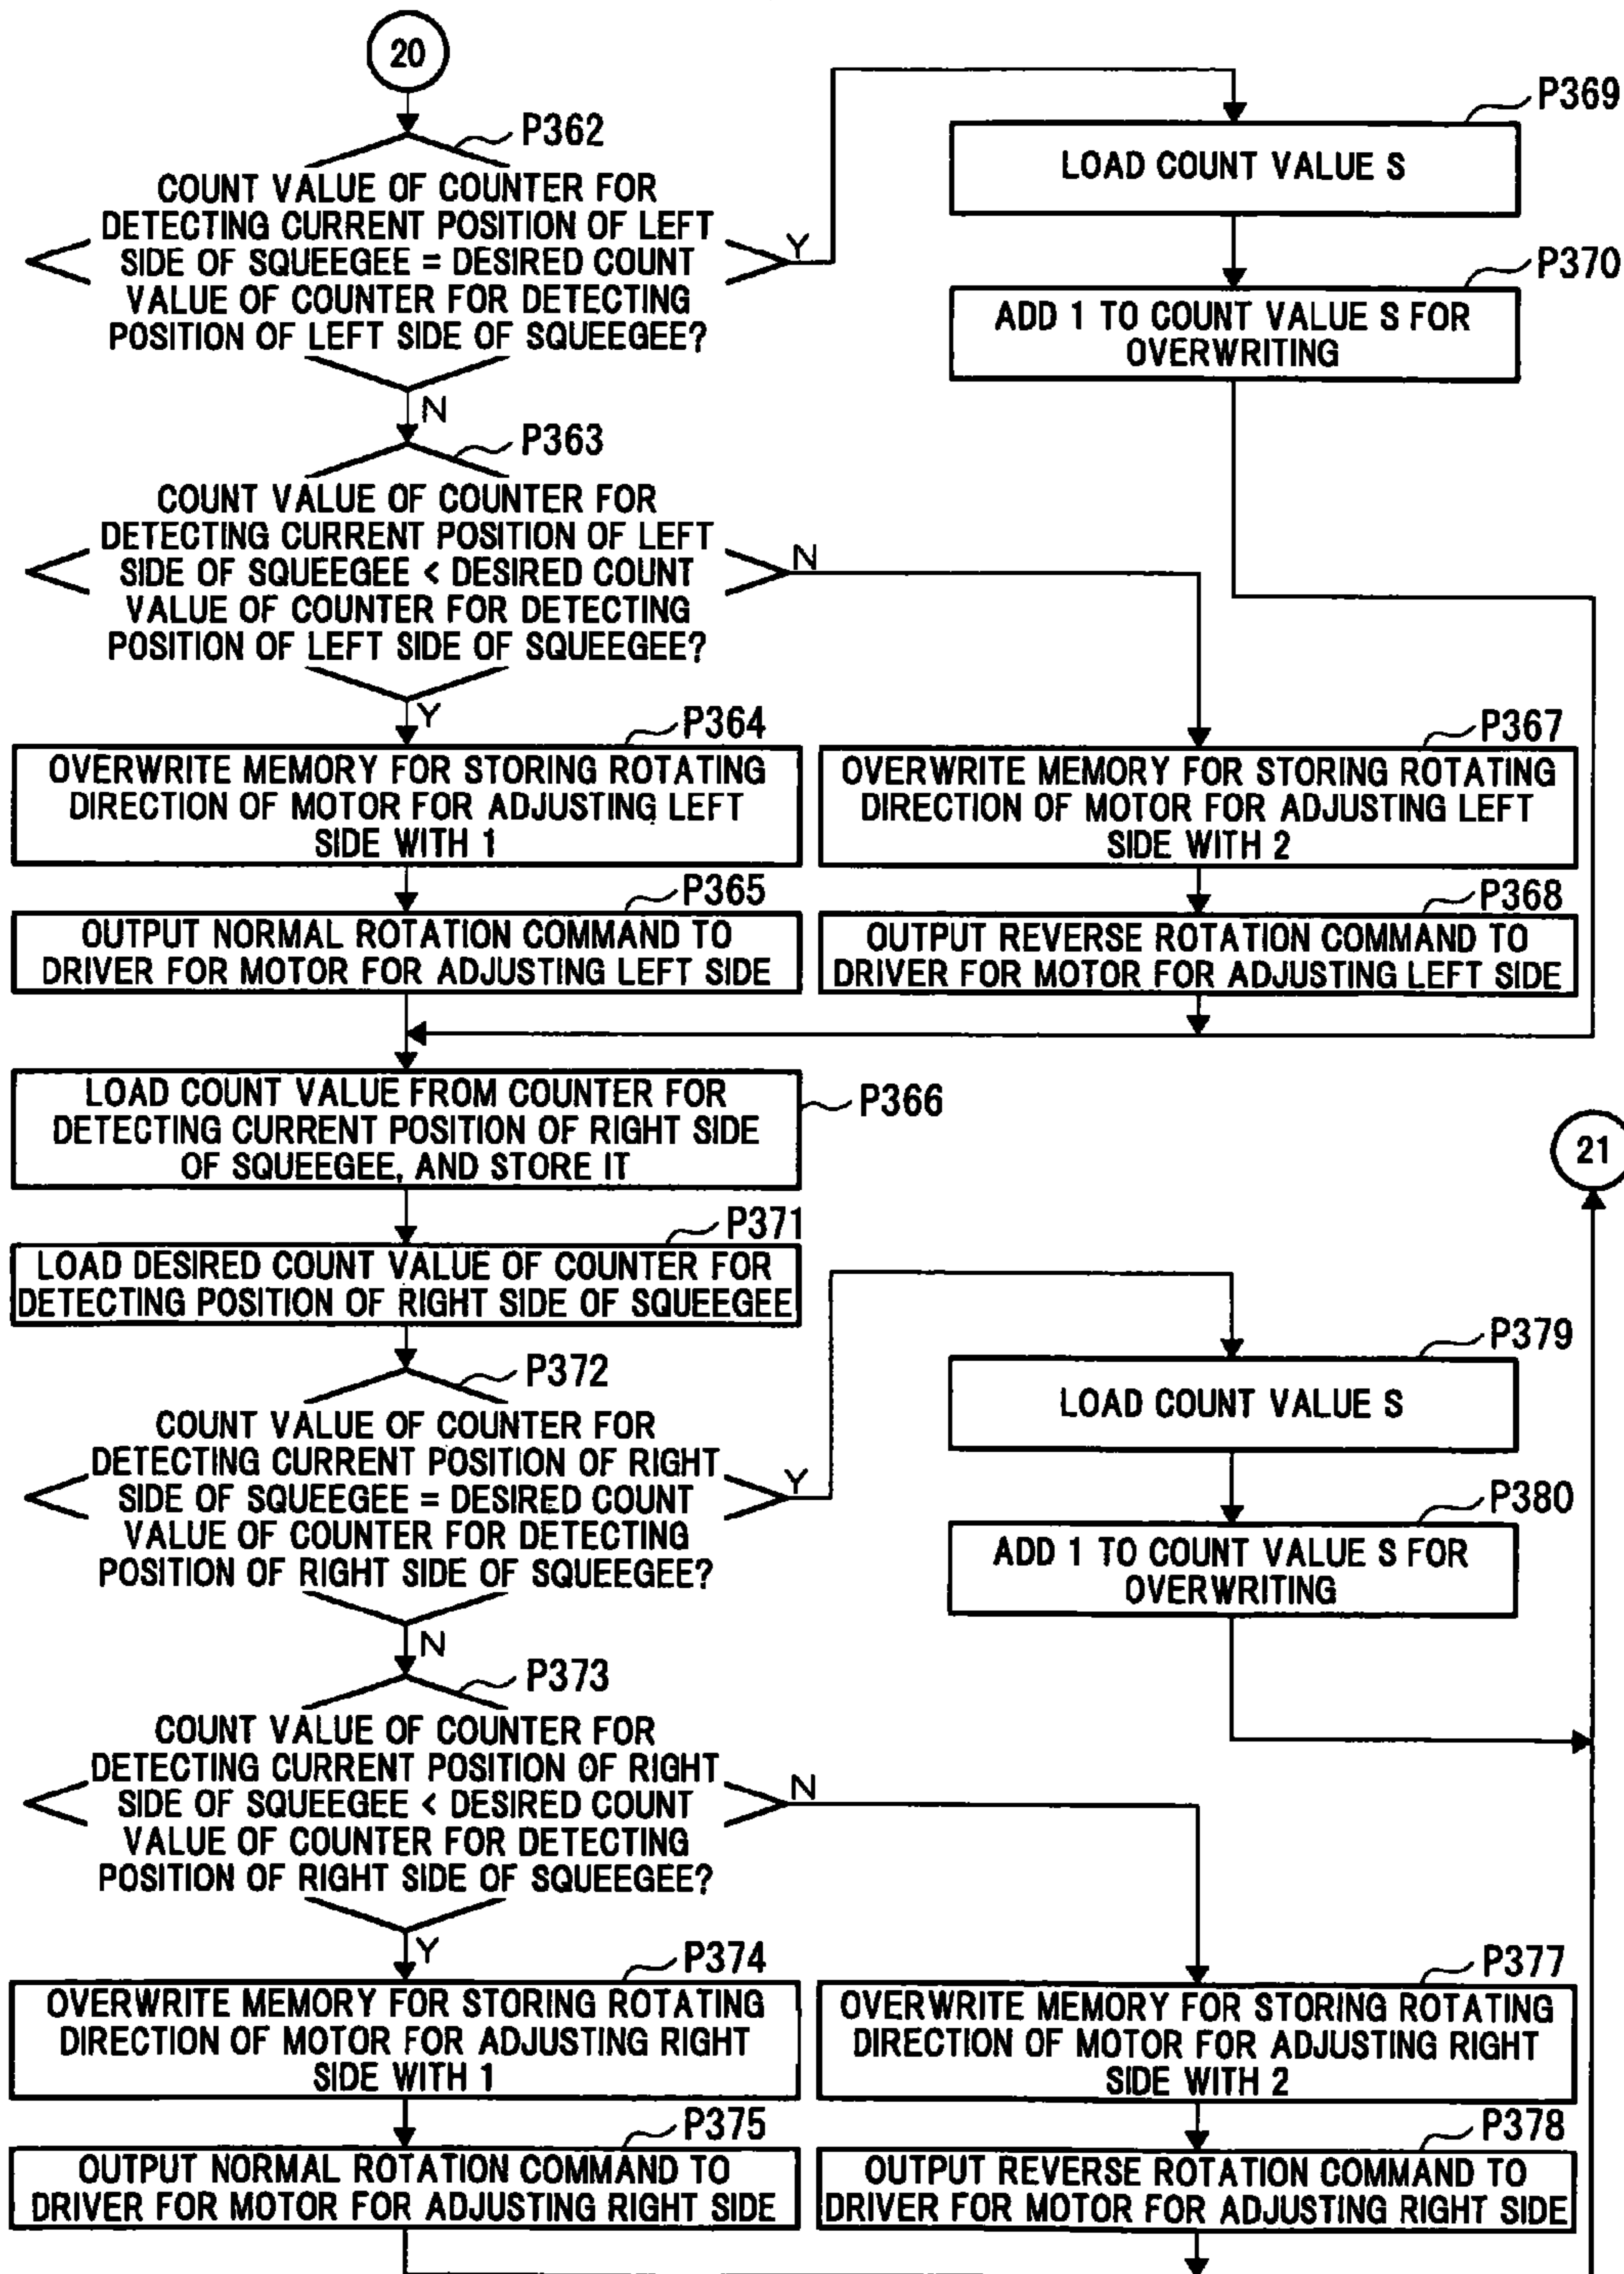 20
P362
COUNT VALUE OF COUNTER FOR
DETECTING CURRENT POSITION OF LEFT
SIDE OF SQUEEGEE = DESIRED COUNT
VALUE OF COUNTER FOR DETECTING
POSITION OF LEFT SIDE OF SQUEEGEE?
Y
N
P369
LOAD COUNT VALUE S
P370
ADD 1 TO COUNT VALUE S FOR
OVERWRITING
P363
COUNT VALUE OF COUNTER FOR
DETECTING CURRENT POSITION OF LEFT
SIDE OF SQUEEGEE < DESIRED COUNT
VALUE OF COUNTER FOR DETECTING
POSITION OF LEFT SIDE OF SQUEEGEE?
N
Y
P364
OVERWRITE MEMORY FOR STORING ROTATING
DIRECTION OF MOTOR FOR ADJUSTING LEFT
SIDE WITH 1
P367
OVERWRITE MEMORY FOR STORING ROTATING
DIRECTION OF MOTOR FOR ADJUSTING LEFT
SIDE WITH 2
P365
OUTPUT NORMAL ROTATION COMMAND TO
DRIVER FOR MOTOR FOR ADJUSTING LEFT SIDE
P368
OUTPUT REVERSE ROTATION COMMAND TO
DRIVER FOR MOTOR FOR ADJUSTING LEFT SIDE
LOAD COUNT VALUE FROM COUNTER FOR
DETECTING CURRENT POSITION OF RIGHT SIDE
OF SQUEEGEE, AND STORE IT
P366
21
P371
LOAD DESIRED COUNT VALUE OF COUNTER FOR
DETECTING POSITION OF RIGHT SIDE OF SQUEEGEE
P372
COUNT VALUE OF COUNTER FOR
DETECTING CURRENT POSITION OF RIGHT
SIDE OF SQUEEGEE = DESIRED COUNT
VALUE OF COUNTER FOR DETECTING
POSITION OF RIGHT SIDE OF SQUEEGEE?
Y
N
P379
LOAD COUNT VALUE S
P380
ADD 1 TO COUNT VALUE S FOR
OVERWRITING
P373
COUNT VALUE OF COUNTER FOR
DETECTING CURRENT POSITION OF RIGHT
SIDE OF SQUEEGEE < DESIRED COUNT
VALUE OF COUNTER FOR DETECTING
POSITION OF RIGHT SIDE OF SQUEEGEE?
N
Y
P374
OVERWRITE MEMORY FOR STORING ROTATING
DIRECTION OF MOTOR FOR ADJUSTING RIGHT
SIDE WITH 1
P377
OVERWRITE MEMORY FOR STORING ROTATING
DIRECTION OF MOTOR FOR ADJUSTING RIGHT
SIDE WITH 2
P375
OUTPUT NORMAL ROTATION COMMAND TO
DRIVER FOR MOTOR FOR ADJUSTING RIGHT SIDE
P378
OUTPUT REVERSE ROTATION COMMAND TO
DRIVER FOR MOTOR FOR ADJUSTING RIGHT SIDE